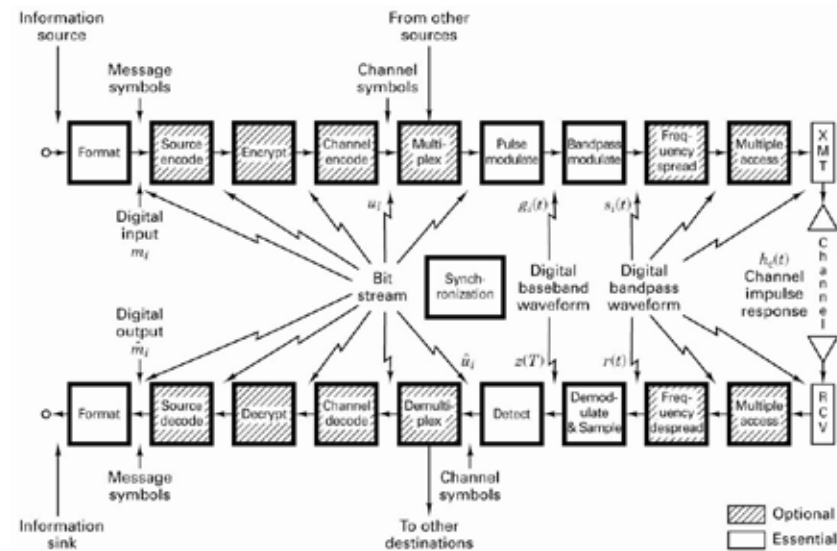 Information
source
From other
sources
Message
symbols
Channel
symbols
Format
Source
encode
Encrypt
Channel
encode
Multi-
plex
Pulse
modulate
Bandpass
modulate
Freq-
uency
spread
Multiple
access
X
M
T
Digital
input
m_i
u_i
g_i(t)
s_i(t)
Bit
stream
Synch-
ronization
Digital
baseband
waveform
Digital
bandpass
waveform
h_c(t)
Channel
impulse
response
C
h
a
n
n
e
l
Digital
output
m̂_i
û_i
z(T)
r(t)
Format
Source
decode
Decrypt
Channel
decode
Demulti-
plex
Detect
Demod-
ulate
& Sample
Freq-
uency
despread
Multiple
access
R
C
V
Message
symbols
Channel
symbols
Information
sink
To other
destinations
Optional
Essential